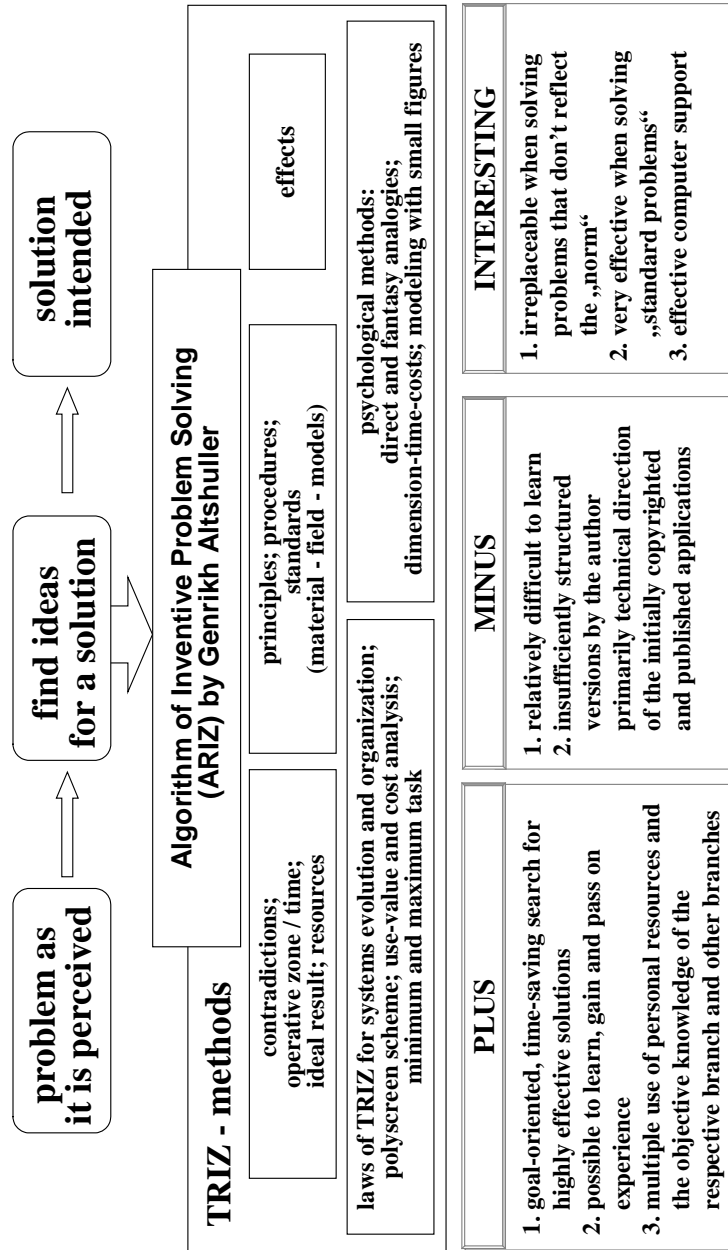 problem as
it is perceived
find ideas
for a solution
solution
intended
Algorithm of Inventive Problem Solving
(ARIZ) by Genrikh Altshuller
TRIZ - methods
contradictions;
operative zone / time;
ideal result; resources
principles; procedures;
standards
(material - field - models)
effects
laws of TRIZ for systems evolution and organization;
polyscreen scheme; use-value and cost analysis;
minimum and maximum task
psychological methods:
direct and fantasy analogies;
dimension-time-costs; modeling with small figures
PLUS
1. goal-oriented, time-saving search for
highly effective solutions
2. possible to learn, gain and pass on
experience
3. multiple use of personal resources and
the objective knowledge of the
respective branch and other branches
MINUS
1. relatively difficult to learn
2. insufficiently structured
versions by the author
primarily technical direction
of the initially copyrighted
and published applications
INTERESTING
1. irreplaceable when solving
problems that don't reflect
the „norm“
2. very effective when solving
„standard problems“
3. effective computer support